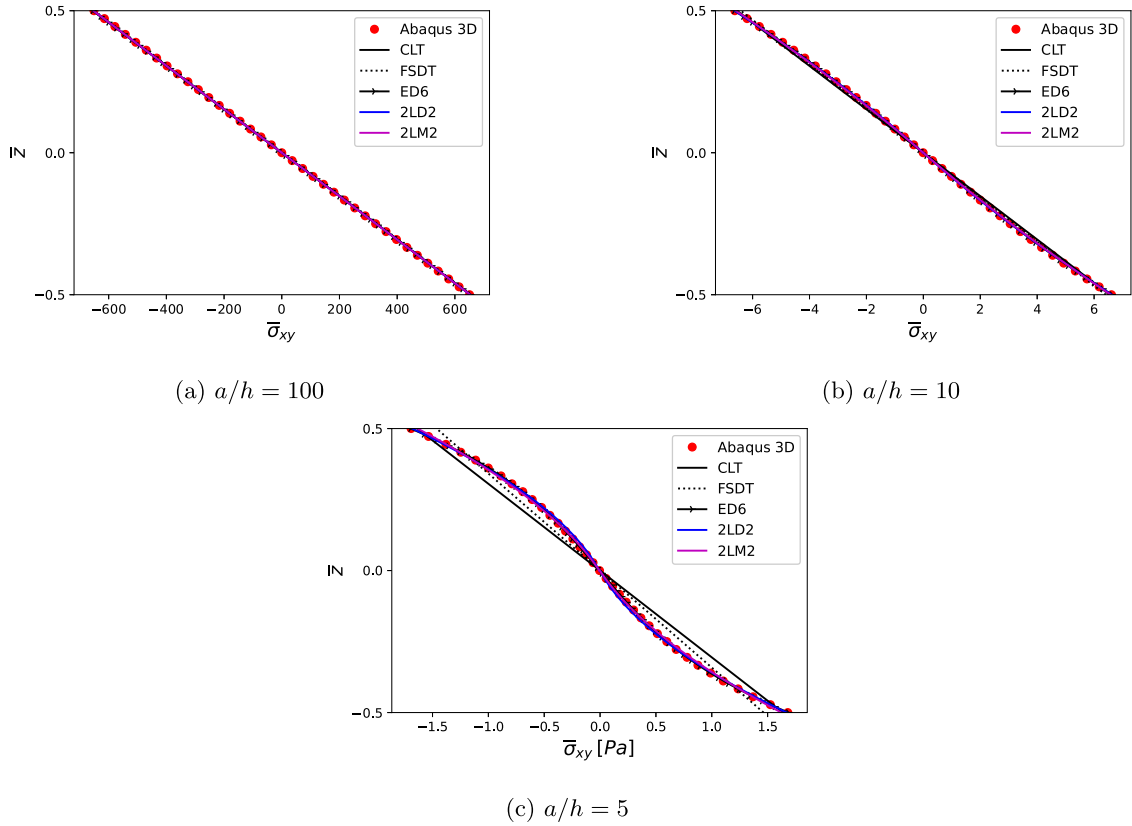 0.5
0.0
−0.5
z̅
−600 −400 −200 0 200 400 600
σ̅xy
Abaqus 3D
CLT
FSDT
ED6
2LD2
2LM2
(a) a/h = 100
0.5
0.0
−0.5
z̅
−6 −4 −2 0 2 4 6
σ̅xy
Abaqus 3D
CLT
FSDT
ED6
2LD2
2LM2
(b) a/h = 10
0.5
0.0
−0.5
z̅
−1.5 −1.0 −0.5 0.0 0.5 1.0 1.5
σ̅xy [Pa]
Abaqus 3D
CLT
FSDT
ED6
2LD2
2LM2
(c) a/h = 5